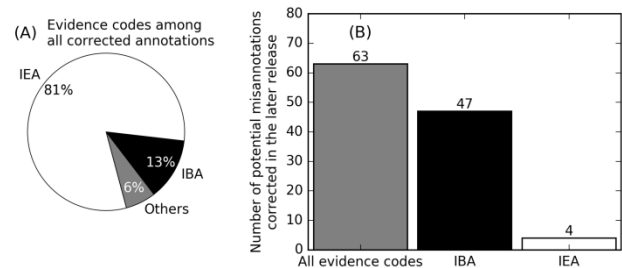 (A) Evidence codes among
all corrected annotations
IEA
81%
13%
IBA
6%
Others
(B)
Number of potential misannotations
corrected in the later release
80
70
60
50
40
30
20
10
0
63
47
4
All evidence codes
IBA
IEA